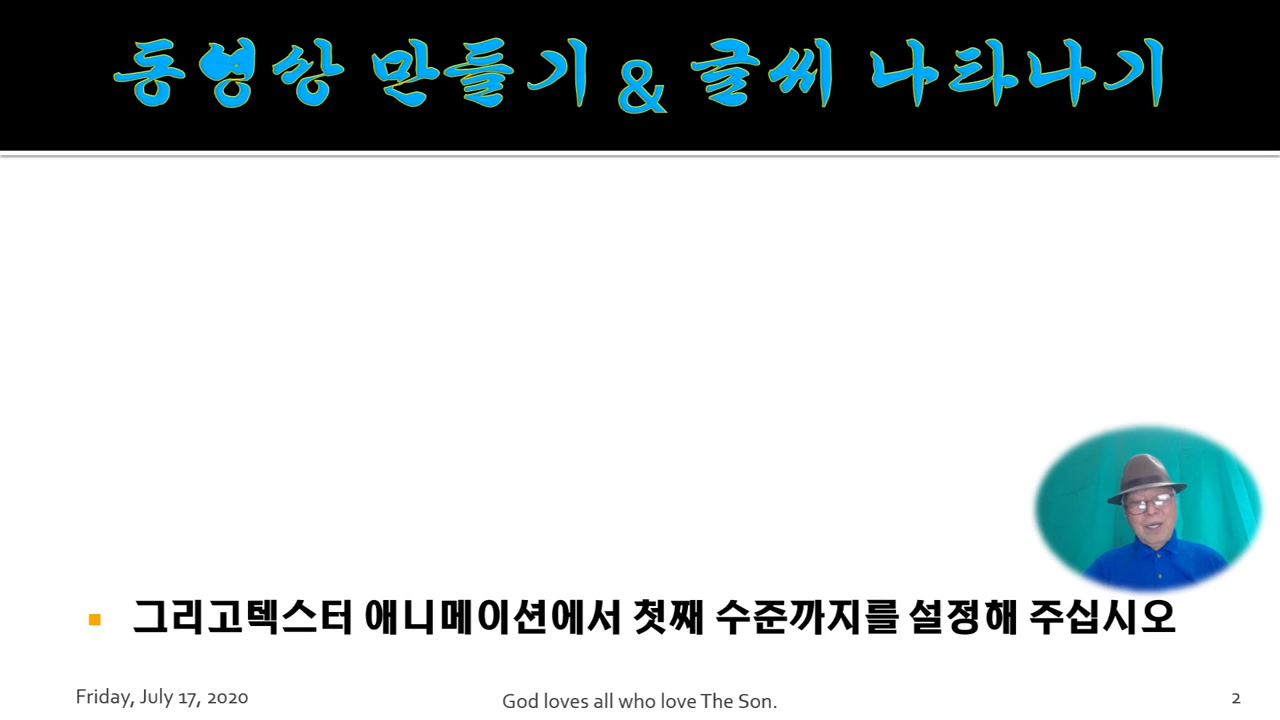 동영상 만들기 & 글씨 나타나기
그리고텍스터 애니메이션에서 첫째 수준까지를 설정해 주십시오
Friday, July 17, 2020
God loves all who love The Son.
2